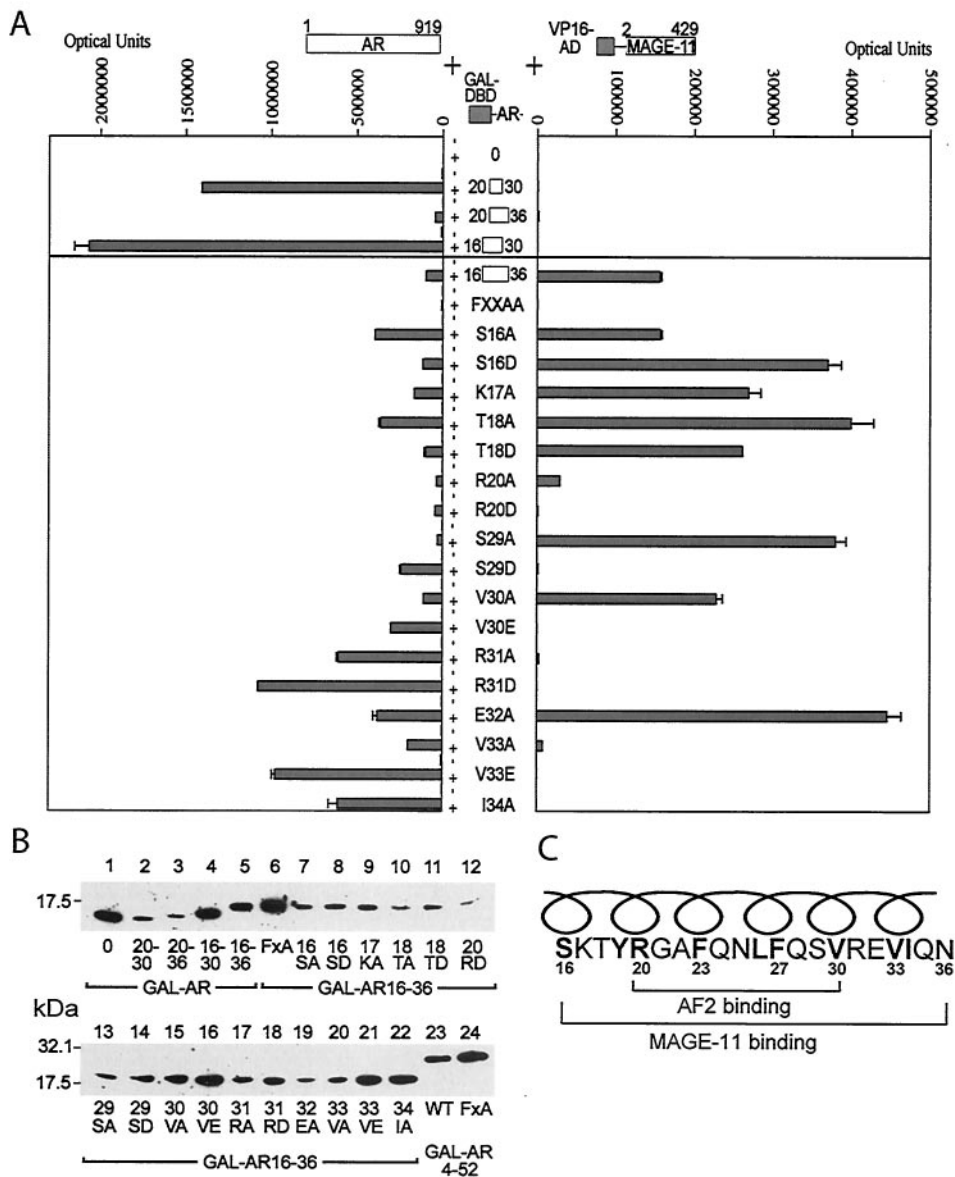 A
Optical Units
1 919
AR
VP16-
AD
2 429
MAGE-11
Optical Units
2000000
1500000
1000000
500000
0
GAL-
DBD
AR-
0
1000000
2000000
3000000
4000000
5000000
+ +
+ 0
+ 20 30
+ 20 36
+ 16 30
+ 16 36
+ FXXAA
+ S16A
+ S16D
+ K17A
+ T18A
+ T18D
+ R20A
+ R20D
+ S29A
+ S29D
+ V30A
+ V30E
+ R31A
+ R31D
+ E32A
+ V33A
+ V33E
+ I34A
B
1 2 3 4 5 6 7 8 9 10 11 12
17.5
0 20- 20- 16- 16- FxA 16 16 17 18 18 20
30 36 30 36 SA SD KA TA TD RD
GAL-AR GAL-AR16-36
kDa
13 14 15 16 17 18 19 20 21 22 23 24
32.1-
17.5-
29 29 30 30 31 31 32 33 33 34 WT FxA
SA SD VA VE RA RD EA VA VE IA
GAL-AR16-36
GAL-AR
4-52
C
SKTYRGAFQNLFQSVREVIQN
16 20 23 27 30 33 36
AF2 binding
MAGE-11 binding